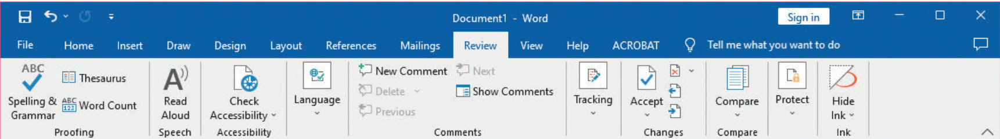 Document1 - Word
Sign in
File Home Insert Draw Design Layout References Mailings Review View Help ACROBAT Tell me what you want to do
ABC
Spelling &
Grammar
Thesaurus
ABC
123
Word Count
Proofing
A
Read
Aloud
Speech
Check
Accessibility
Accessibility
Language
New Comment
Delete
Previous
Next
Show Comments
Comments
Tracking
Accept
Changes
Compare
Compare
Protect
Hide
Ink
Ink